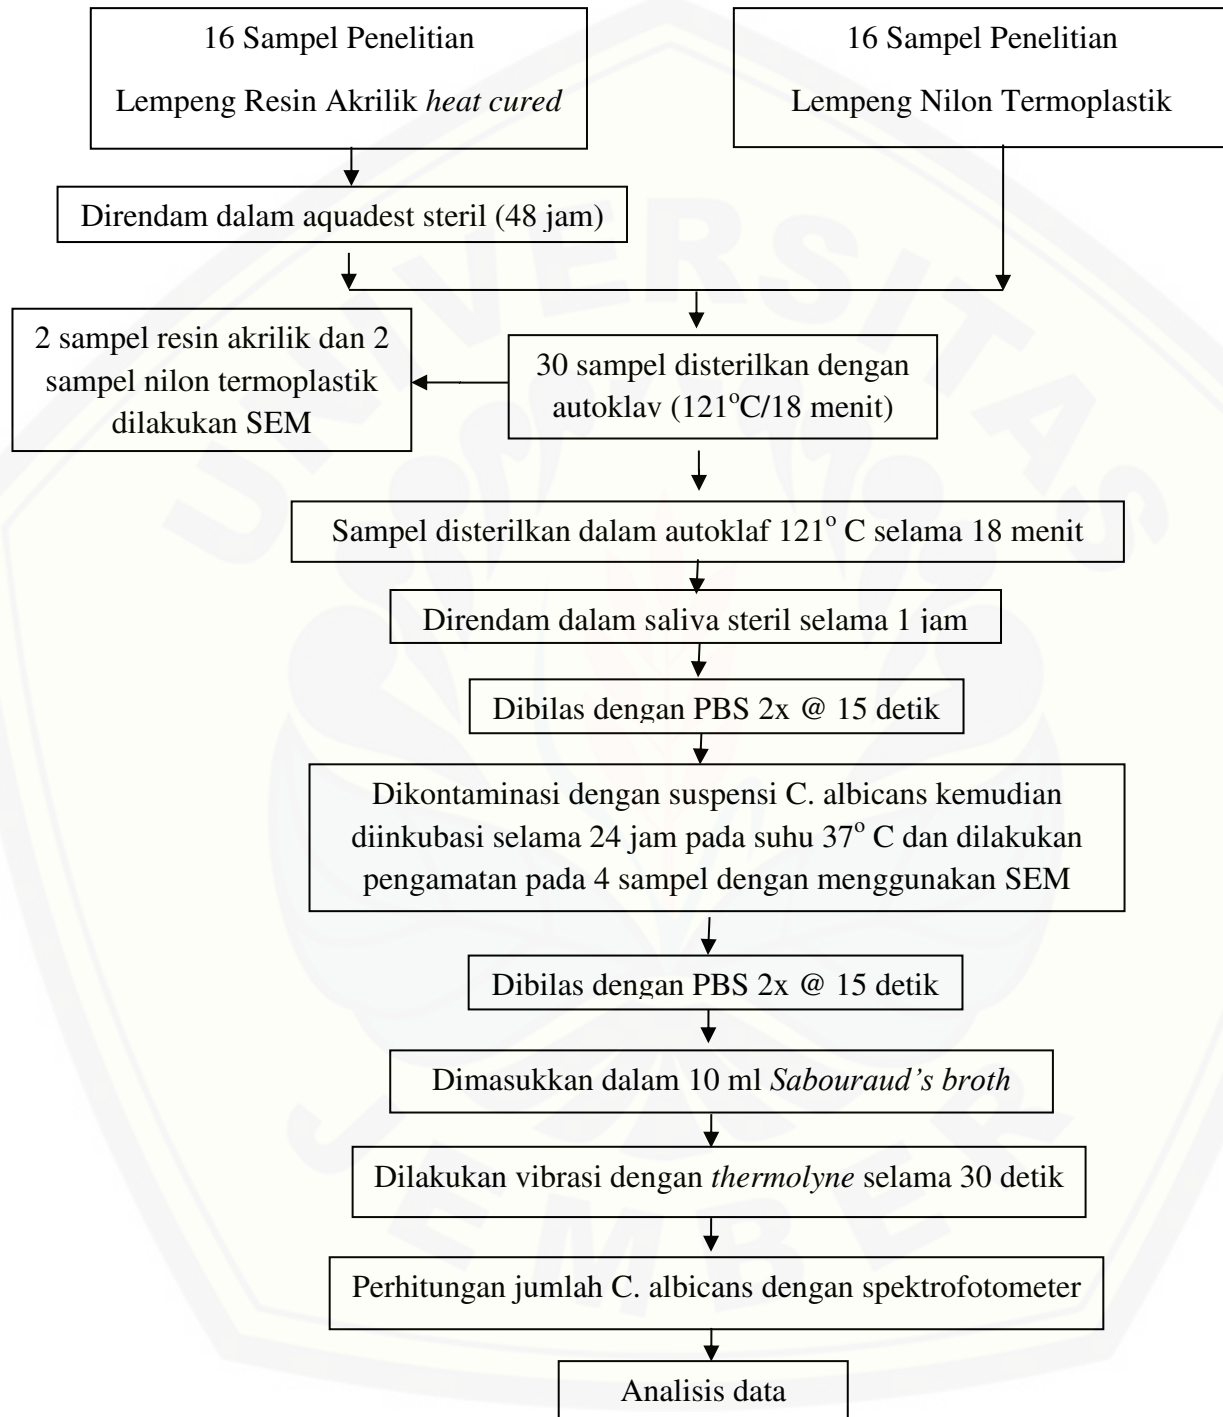 16 Sampel Penelitian
Lempeng Resin Akrilik heat cured
16 Sampel Penelitian
Lempeng Nilon Termoplastik
Direndam dalam aquadest steril (48 jam)
2 sampel resin akrilik dan 2
sampel nilon termoplastik
dilakukan SEM
30 sampel disterilkan dengan
autoklav (121°C/18 menit)
Sampel disterilkan dalam autoklaf 121° C selama 18 menit
Direndam dalam saliva steril selama 1 jam
Dibilas dengan PBS 2x @ 15 detik
Dikontaminasi dengan suspensi C. albicans kemudian
diinkubasi selama 24 jam pada suhu 37° C dan dilakukan
pengamatan pada 4 sampel dengan menggunakan SEM
Dibilas dengan PBS 2x @ 15 detik
Dimasukkan dalam 10 ml Sabouraud’s broth
Dilakukan vibrasi dengan thermolyne selama 30 detik
Perhitungan jumlah C. albicans dengan spektrofotometer
Analisis data
UNIVERSITAS
JEMBER